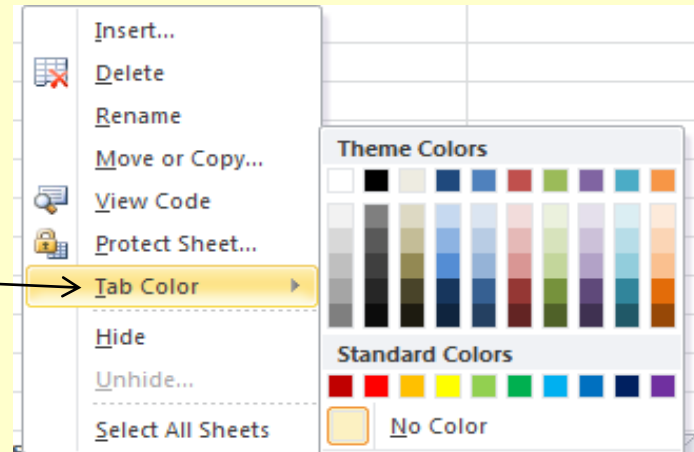 Insert...
Delete
Rename
Move or Copy...
View Code
Protect Sheet...
Tab Color
Hide
Unhide...
Select All Sheets
Theme Colors
Standard Colors
No Color